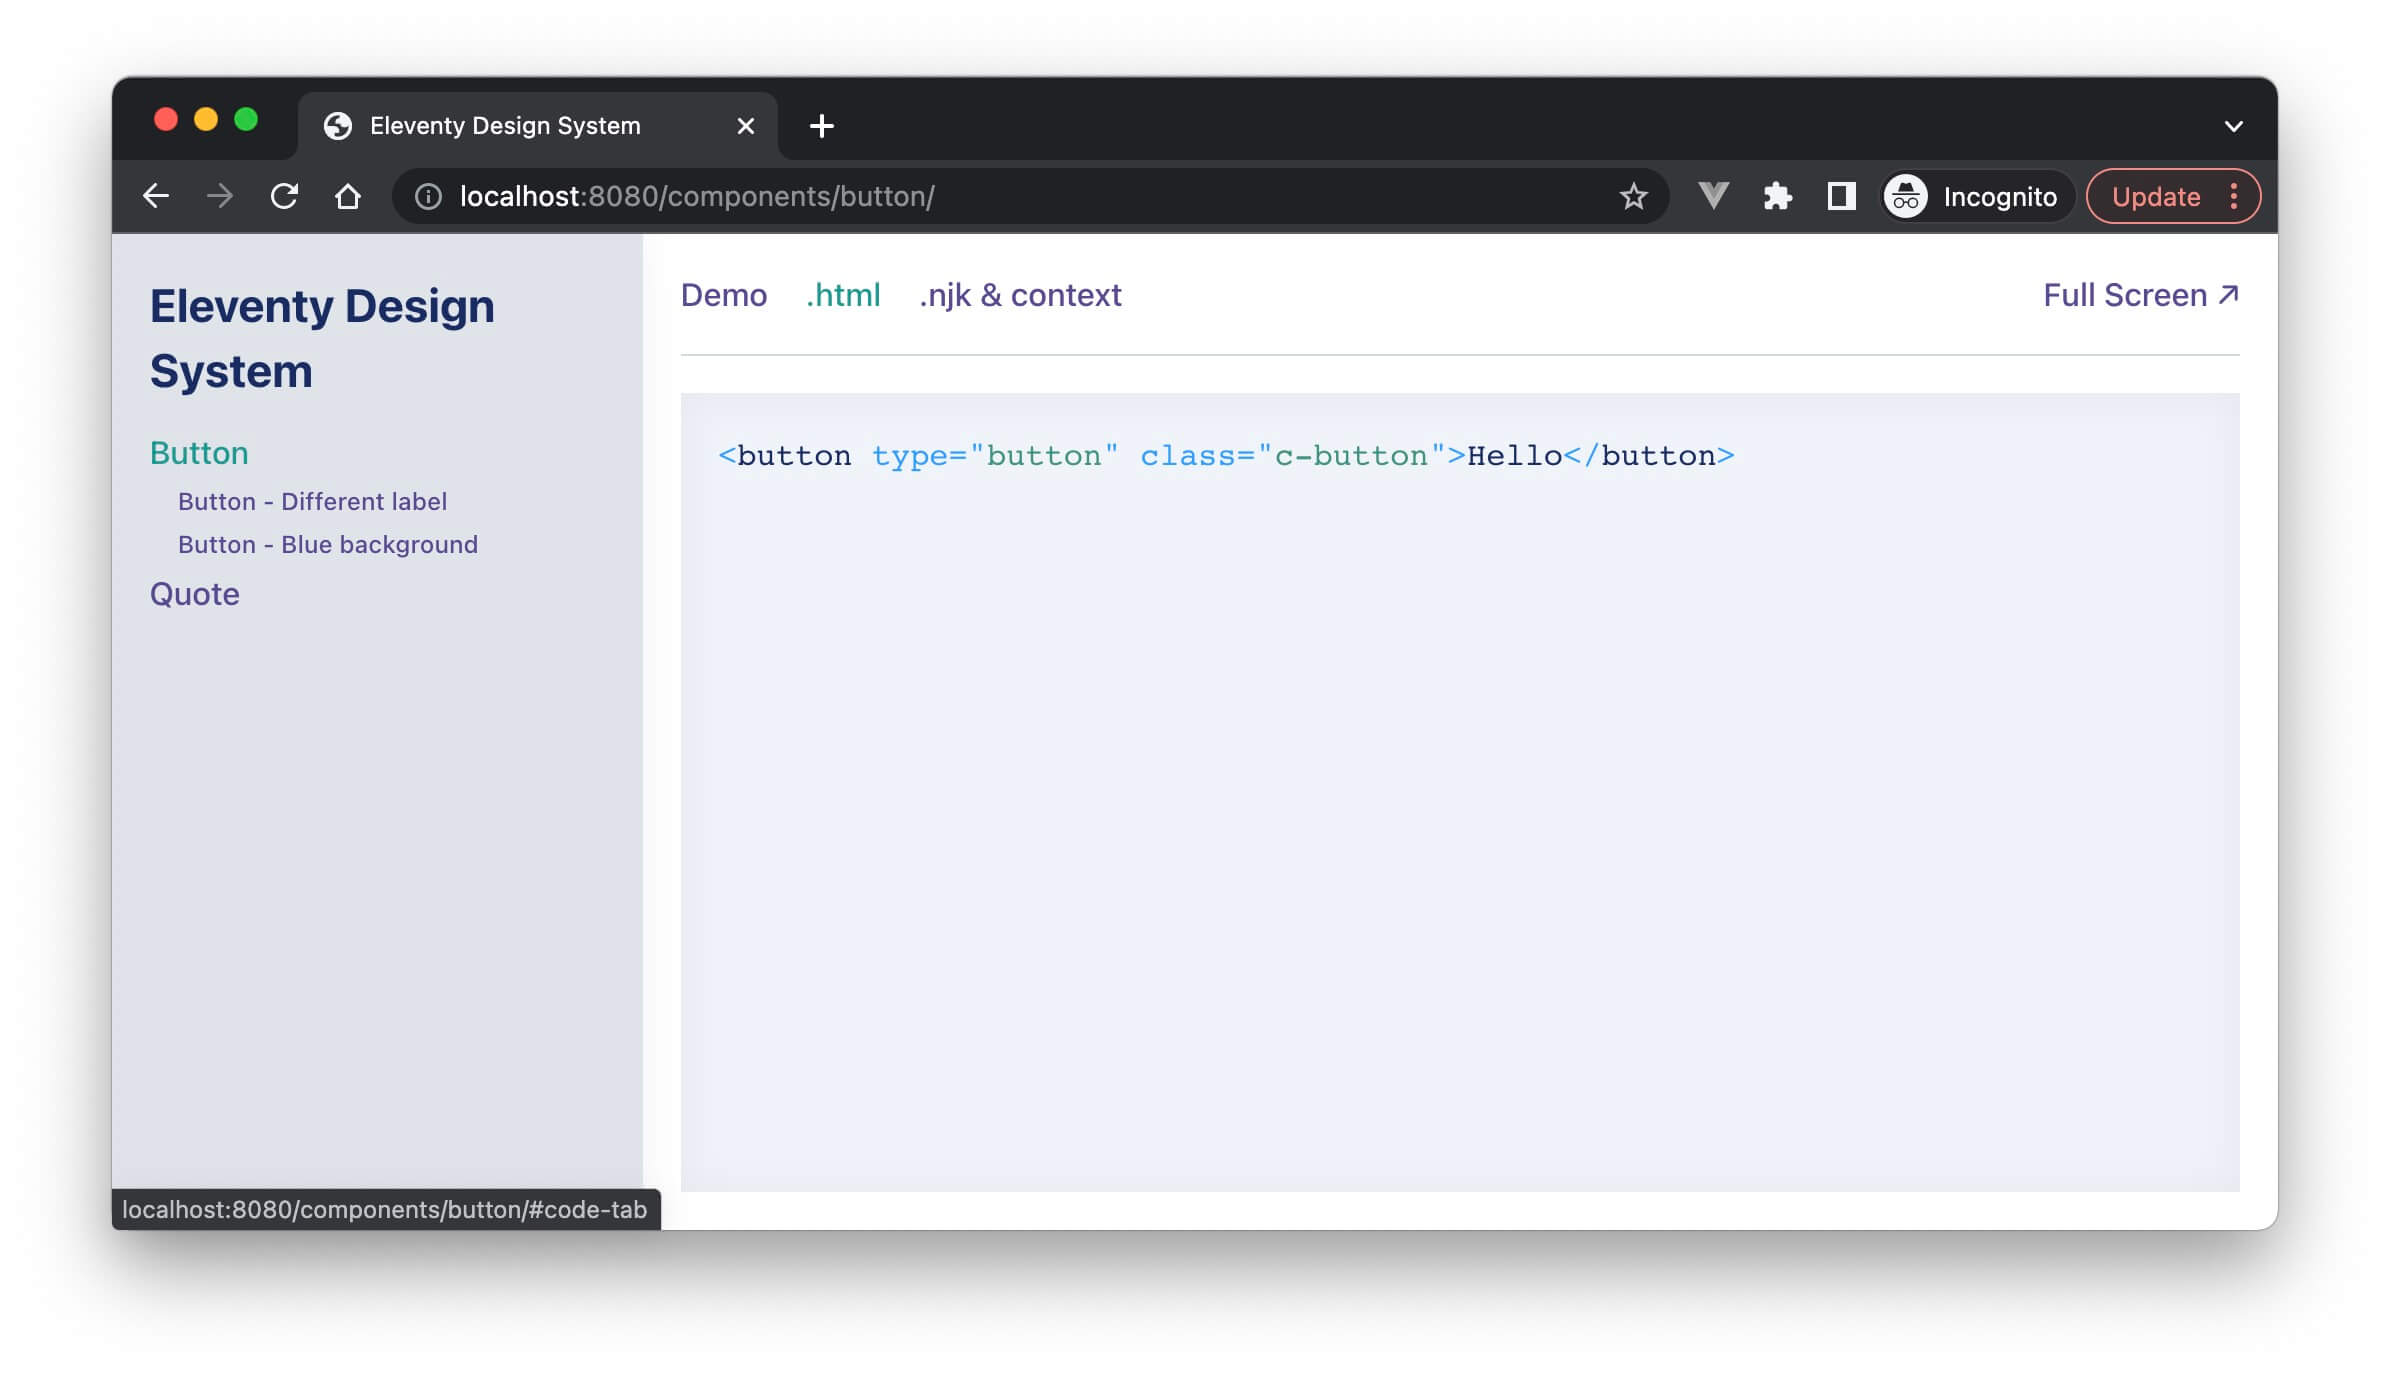 Eleventy Design System
localhost:8080/components/button/
Incognito
Update
Eleventy Design
System
Button
Button - Different label
Button - Blue background
Quote
Demo .html .njk & context Full Screen ↗
<button type="button" class="c-button">Hello</button>
localhost:8080/components/button/#code-tab